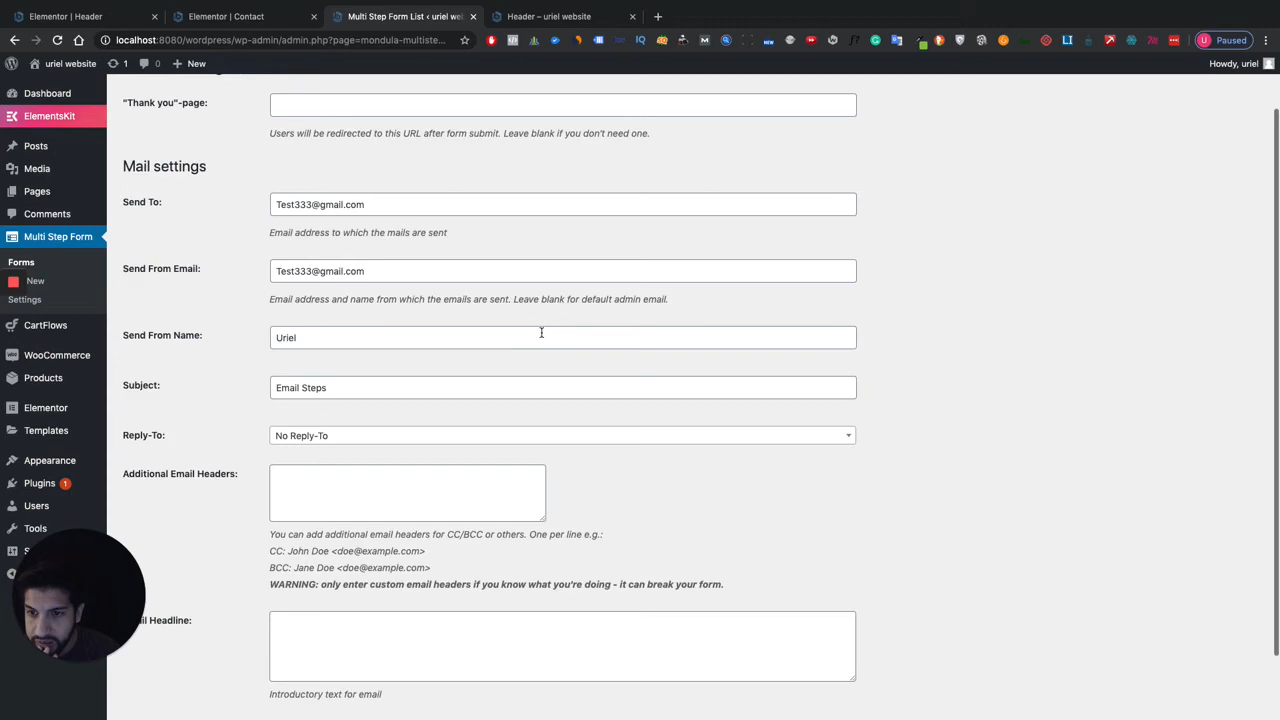 Elementor | Header
Elementor | Contact
Multi Step Form List ‹ uriel web
Header – uriel website
localhost:8080/wordpress/wp-admin/admin.php?page=mondula-multiste...
Paused
uriel website
1
0
New
Howdy, uriel
Dashboard
ElementsKit
Posts
Media
Pages
Comments
Multi Step Form
Forms
New
Settings
CartFlows
WooCommerce
Products
Elementor
Templates
Appearance
Plugins 1
Users
Tools
"Thank you"-page:
Users will be redirected to this URL after form submit. Leave blank if you don't need one.
Mail settings
Send To:
Test333@gmail.com
Email address to which the mails are sent
Send From Email:
Test333@gmail.com
Email address and name from which the emails are sent. Leave blank for default admin email.
Send From Name:
Uriel
Subject:
Email Steps
Reply-To:
No Reply-To
Additional Email Headers:
You can add additional email headers for CC/BCC or others. One per line e.g.:
CC: John Doe <doe@example.com>
BCC: Jane Doe <doe@example.com>
WARNING: only enter custom email headers if you know what you're doing - it can break your form.
Headline:
Introductory text for email